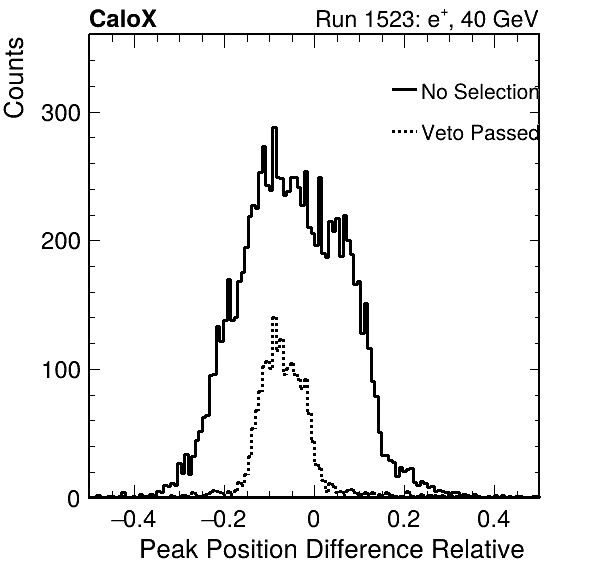 CaloX Run 1523: e⁺, 40 GeV
Counts
No Selection
Veto Passed
300
200
100
0
−0.4 −0.2 0 0.2 0.4
Peak Position Difference Relative